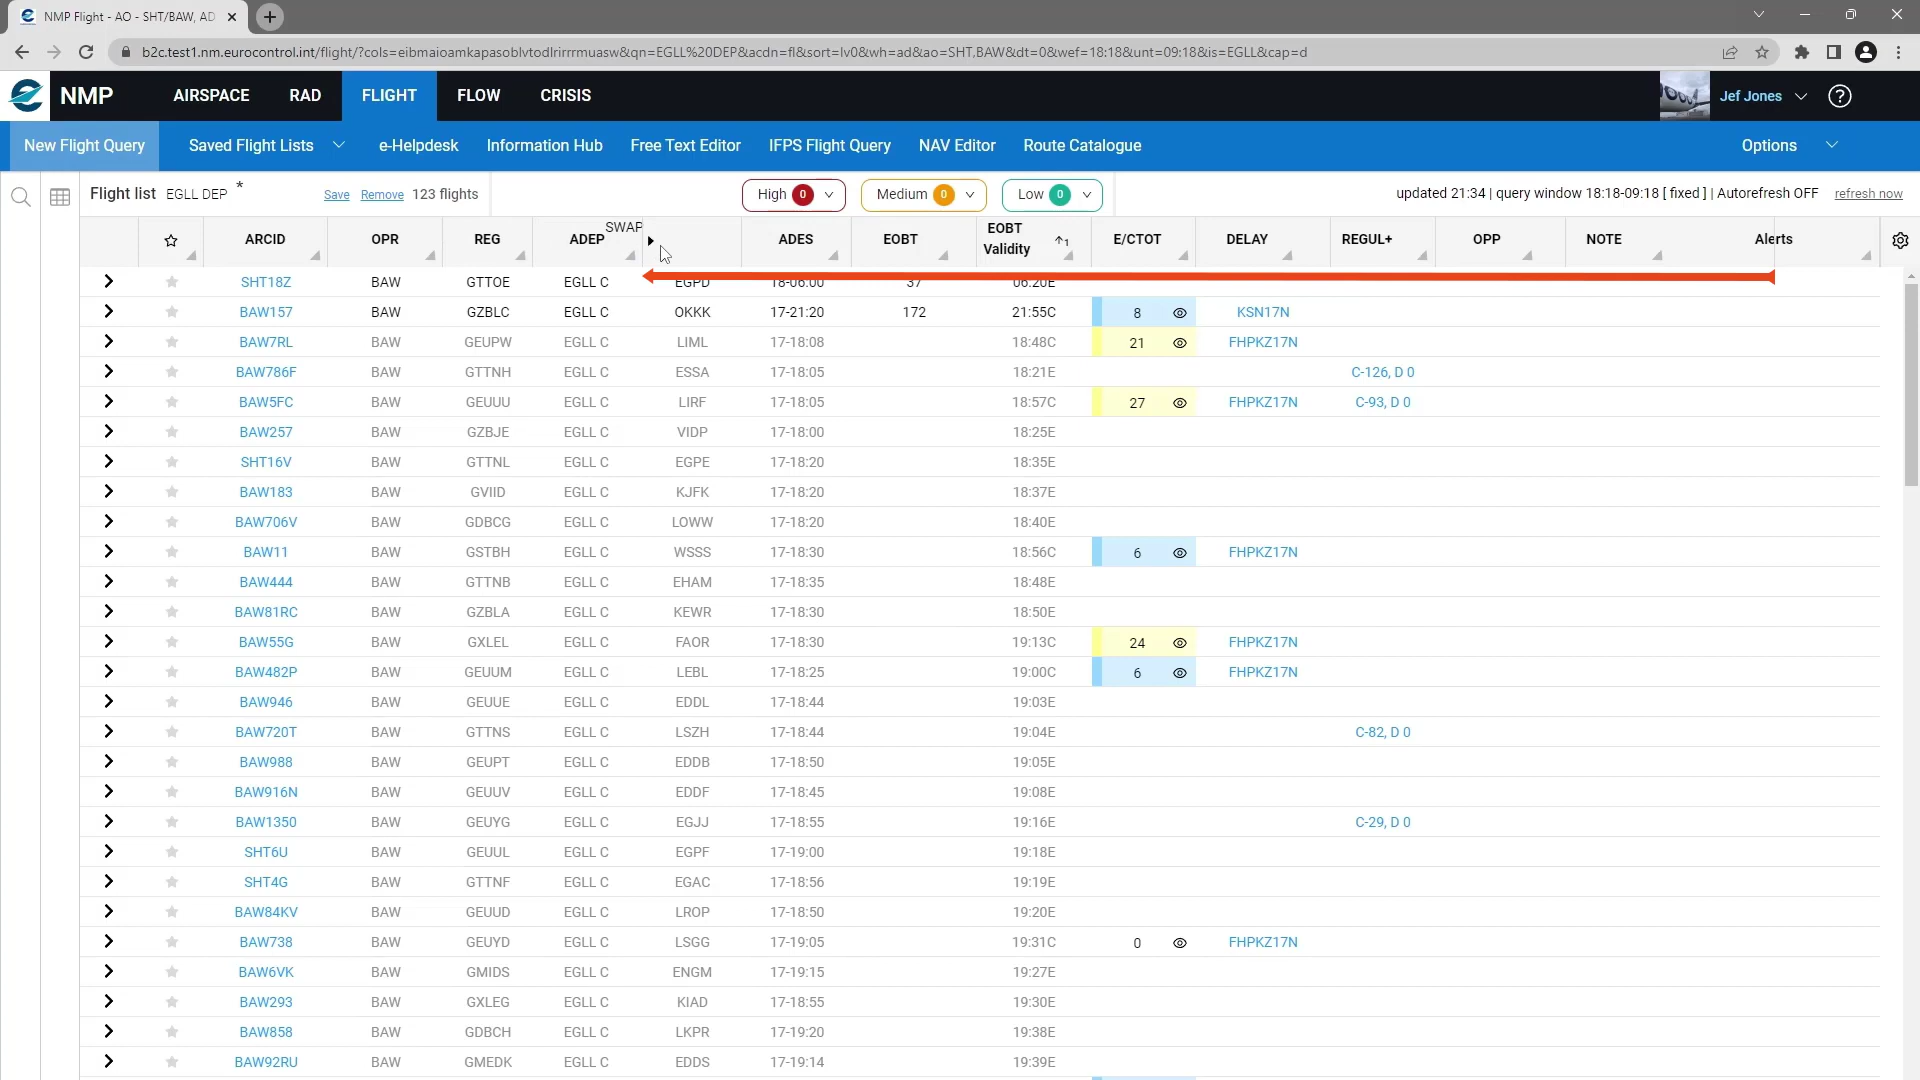 NMP Flight - AO - SHT/BAW, AD
b2c.test1.nm.eurocontrol.int/flight/?cols=eibmaioamkapasoblvtodlrirrrmuasw&qn=EGLL%20DEP&acdn=fl&sort=lv0&wh=ad&ao=SHT,BAW&dt=0&wef=18:18&unt=09:18&is=EGLL&cap=d
NMP AIRSPACE RAD FLIGHT FLOW CRISIS Jef Jones ?
New Flight Query Saved Flight Lists e-Helpdesk Information Hub Free Text Editor IFPS Flight Query NAV Editor Route Catalogue Options
Flight list EGLL DEP * Save Remove 123 flights High 0 Medium 0 Low 0 updated 21:34 | query window 18:18-09:18 [ fixed ] | Autorefresh OFF refresh now
ARCID OPR REG ADEP SWAP ADES EOBT EOBT Validity 1 E/CTOT DELAY REGUL+ OPP NOTE Alerts
SHT18Z BAW GTTOE EGLL C EGPD 18-06:00 37 06:20E
BAW157 BAW GZBLC EGLL C OKKK 17-21:20 172 21:55C 8 KSN17N
BAW7RL BAW GEUPW EGLL C LIML 17-18:08 18:48C 21 FHPKZ17N
BAW786F BAW GTTNH EGLL C ESSA 17-18:05 18:21E C-126, D 0
BAW5FC BAW GEUUU EGLL C LIRF 17-18:05 18:57C 27 FHPKZ17N C-93, D 0
BAW257 BAW GZBJE EGLL C VIDP 17-18:00 18:25E
SHT16V BAW GTTNL EGLL C EGPE 17-18:20 18:35E
BAW183 BAW GVIID EGLL C KJFK 17-18:20 18:37E
BAW706V BAW GDBCG EGLL C LOWW 17-18:20 18:40E
BAW11 BAW GSTBH EGLL C WSSS 17-18:30 18:56C 6 FHPKZ17N
BAW444 BAW GTTNB EGLL C EHAM 17-18:35 18:48E
BAW81RC BAW GZBLA EGLL C KEWR 17-18:30 18:50E
BAW55G BAW GXLEL EGLL C FAOR 17-18:30 19:13C 24 FHPKZ17N
BAW482P BAW GEUUM EGLL C LEBL 17-18:25 19:00C 6 FHPKZ17N
BAW946 BAW GEUUE EGLL C EDDL 17-18:44 19:03E
BAW720T BAW GTTNS EGLL C LSZH 17-18:44 19:04E C-82, D 0
BAW988 BAW GEUPT EGLL C EDDB 17-18:50 19:05E
BAW916N BAW GEUUV EGLL C EDDF 17-18:45 19:08E
BAW1350 BAW GEUYG EGLL C EGJJ 17-18:55 19:16E C-29, D 0
SHT6U BAW GEUUL EGLL C EGPF 17-19:00 19:18E
SHT4G BAW GTTNF EGLL C EGAC 17-18:56 19:19E
BAW84KV BAW GEUUD EGLL C LROP 17-18:50 19:20E
BAW738 BAW GEUYD EGLL C LSGG 17-19:05 19:31C 0 FHPKZ17N
BAW6VK BAW GMIDS EGLL C ENGM 17-19:15 19:27E
BAW293 BAW GXLEG EGLL C KIAD 17-18:55 19:30E
BAW858 BAW GDBCH EGLL C LKPR 17-19:20 19:38E
BAW92RU BAW GMEDK EGLL C EDDS 17-19:14 19:39E